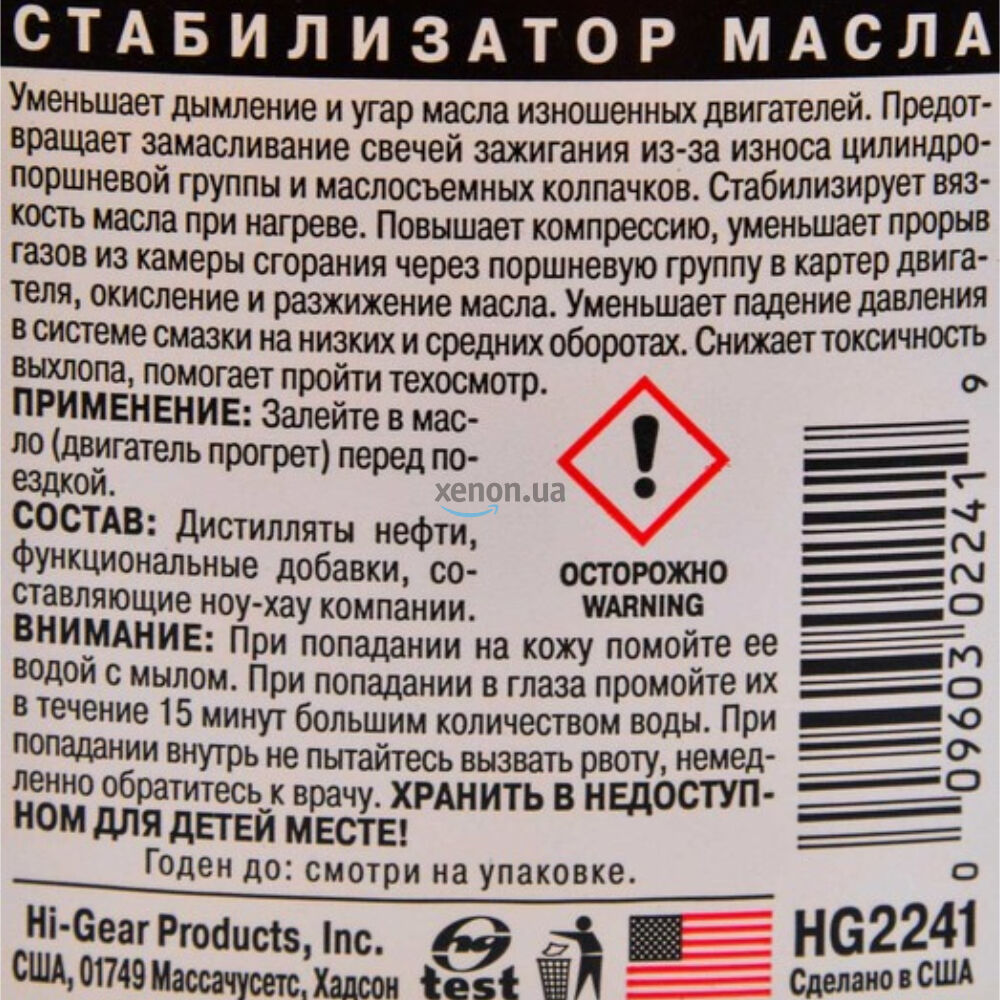 СТАБИЛИЗАТОР МАСЛА
Уменьшает дымление и угар масла изношенных двигателей. Предот-
вращает замасливание свечей зажигания из-за износа цилиндро-
поршневой группы и маслосъемных колпачков. Стабилизирует вяз-
кость масла при нагреве. Повышает компрессию, уменьшает прорыв
газов из камеры сгорания через поршневую группу в картер двига-
теля, окисление и разжижение масла. Уменьшает падение давления
в системе смазки на низких и средних оборотах. Снижает токсичность
выхлопа, помогает пройти техосмотр.
ПРИМЕНЕНИЕ: Залейте в мас-
ло (двигатель прогрет) перед по-
ездкой.
xenon.ua
СОСТАВ: Дистилляты нефти,
функциональные добавки, со-
ставляющие ноу-хау компании.
ОСТОРОЖНО
WARNING
ВНИМАНИЕ: При попадании на кожу помойте ее
водой с мылом. При попадании в глаза промойте их
в течение 15 минут большим количеством воды. При
попадании внутрь не пытайтесь вызвать рвоту, немед-
ленно обратитесь к врачу. ХРАНИТЬ В НЕДОСТУП-
НОМ ДЛЯ ДЕТЕЙ МЕСТЕ!
Годен до: смотри на упаковке.
0 09603 02241 9
Hi-Gear Products, Inc.
США, 01749 Массачусетс, Хадсон
hg
test
HG2241
Сделано в США